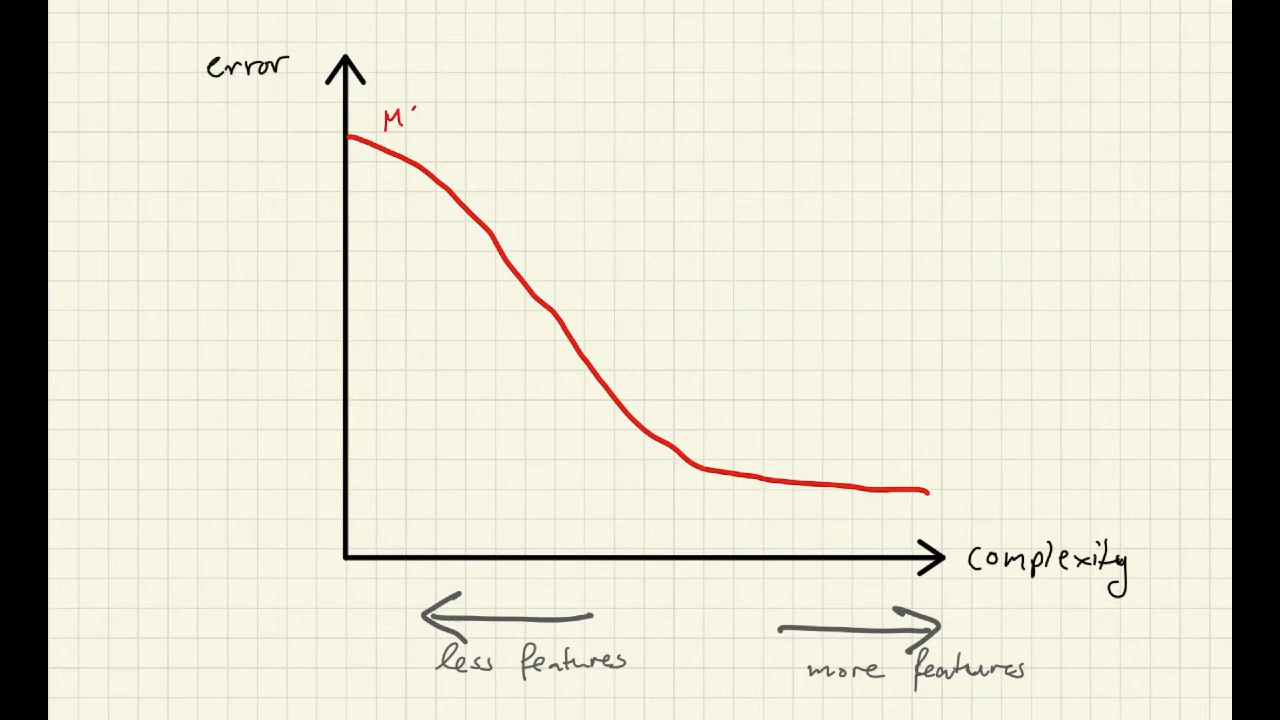 error
M
complexity
less features
more features